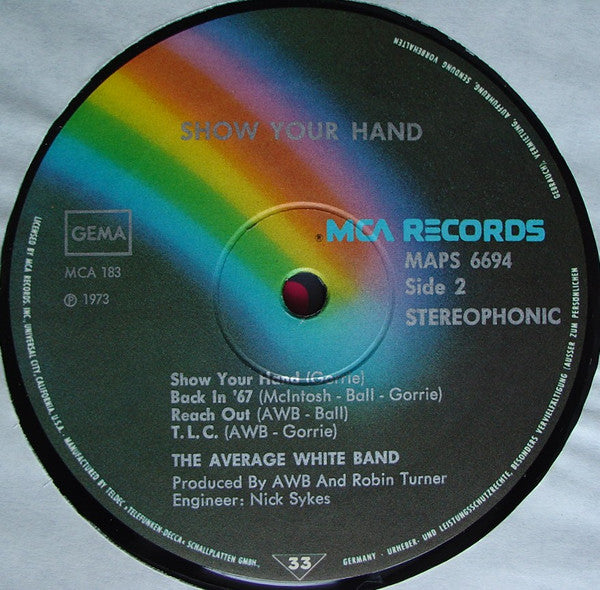 SHOW YOUR HAND
® MCA RECORDS
GEMA
MCA 183
℗ 1973
MAPS 6694
Side 2
STEREOPHONIC
Show Your Hand (Gorrie)
Back In '67 (McIntosh - Ball - Gorrie)
Reach Out (AWB - Ball)
T. L. C. (AWB - Gorrie)
THE AVERAGE WHITE BAND
Produced By AWB And Robin Turner
Engineer: Nick Sykes
33
LICENSED BY MCA RECORDS, INC., UNIVERSAL CITY, CALIFORNIA, U.S.A. · MANUFACTURED BY TELDEC »TELEFUNKEN-DECCA« SCHALLPLATTEN GMBH.
GERMANY · URHEBER- UND LEISTUNGSSCHUTZRECHTE, BESONDERS VERVIELFÄLTIGUNG (AUSSER ZUM PERSÖNLICHEN
GEBRAUCH), VERMIETUNG, AUFFÜHRUNG, SENDUNG VORBEHALTEN